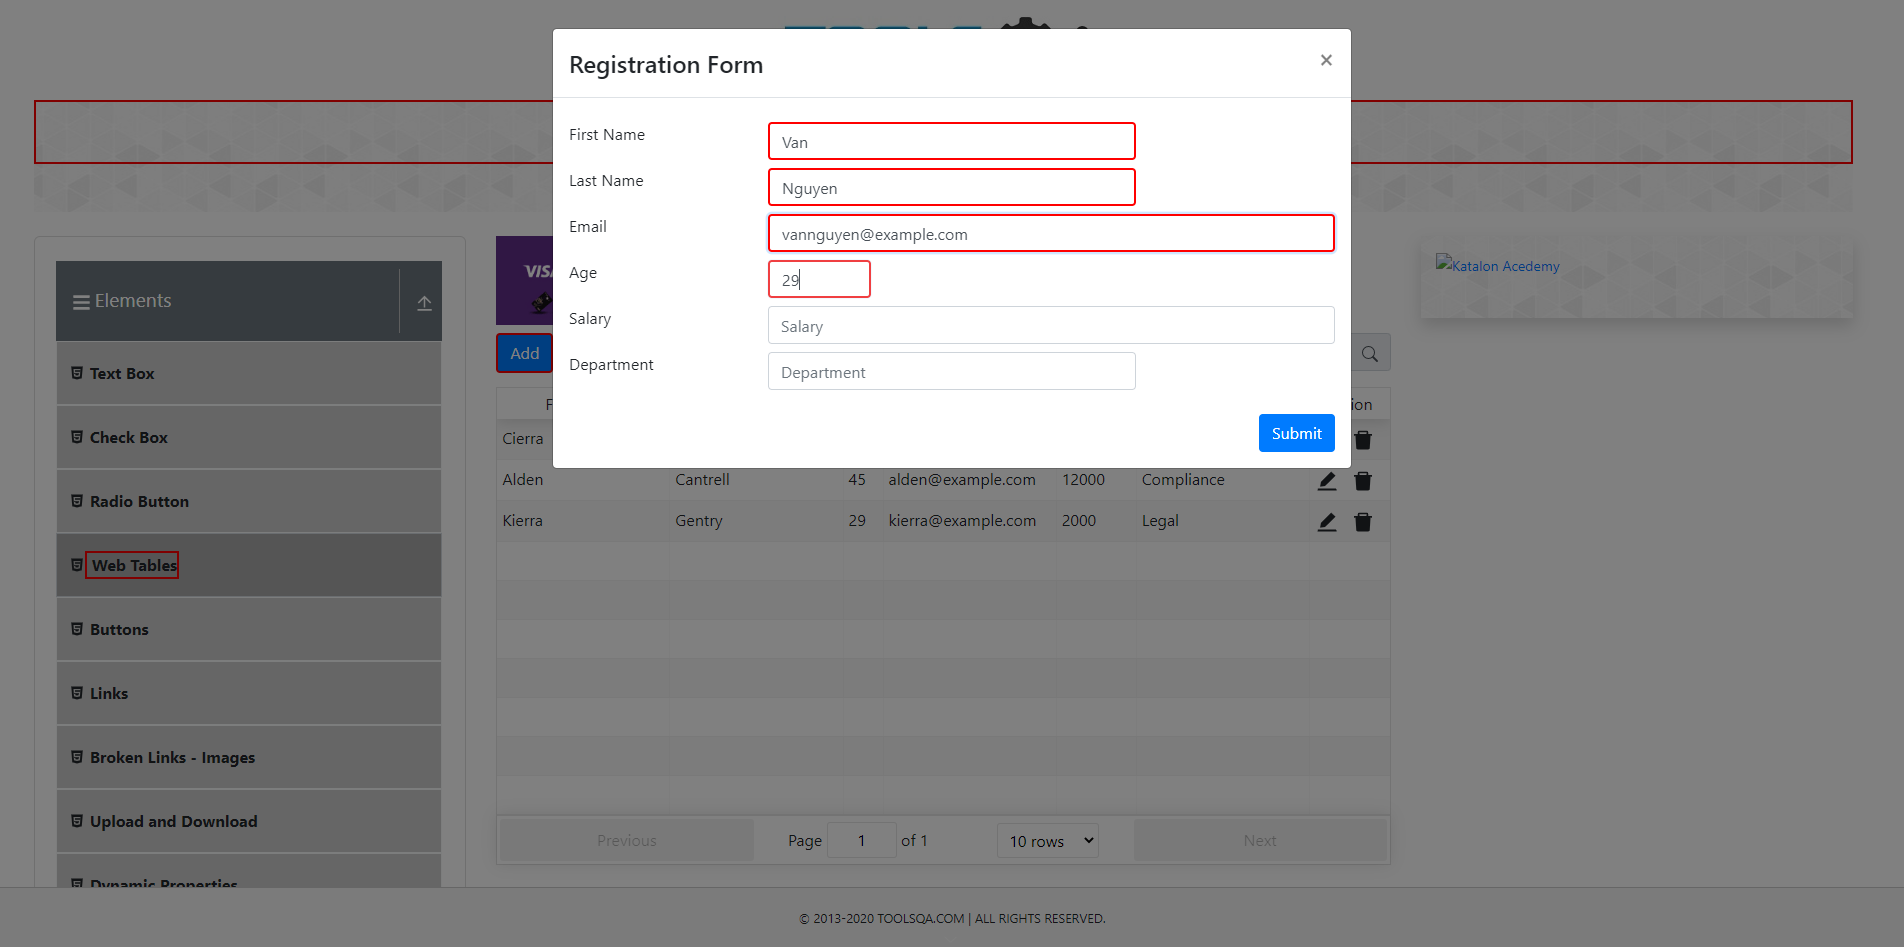 Registration Form ×
First Name Van
Last Name Nguyen
Email vannguyen@example.com
Age 29
Salary Salary
Department Department
Submit
VISA
Katalon Acedemy
Elements
Text Box
Check Box
Radio Button
Web Tables
Buttons
Links
Broken Links - Images
Upload and Download
Dynamic Properties
Add
Cierra
Alden Cantrell 45 alden@example.com 12000 Compliance
Kierra Gentry 29 kierra@example.com 2000 Legal
Previous Page 1 of 1 10 rows Next
© 2013-2020 TOOLSQA.COM | ALL RIGHTS RESERVED.